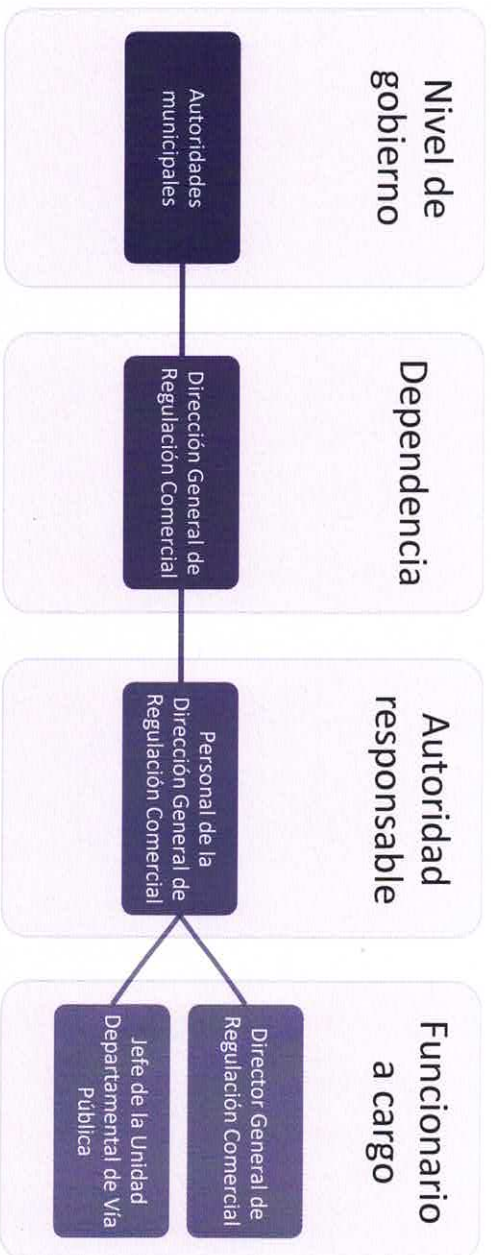 Nivel de
gobierno
Autoridades
municipales
Dependencia
Dirección General de
Regulación Comercial
Autoridad
responsable
Personal de la
Dirección General de
Regulación Comercial
Funcionario
a cargo
Director General de
Regulación Comercial
Jefe de la Unidad
Departamental de Vía
Pública